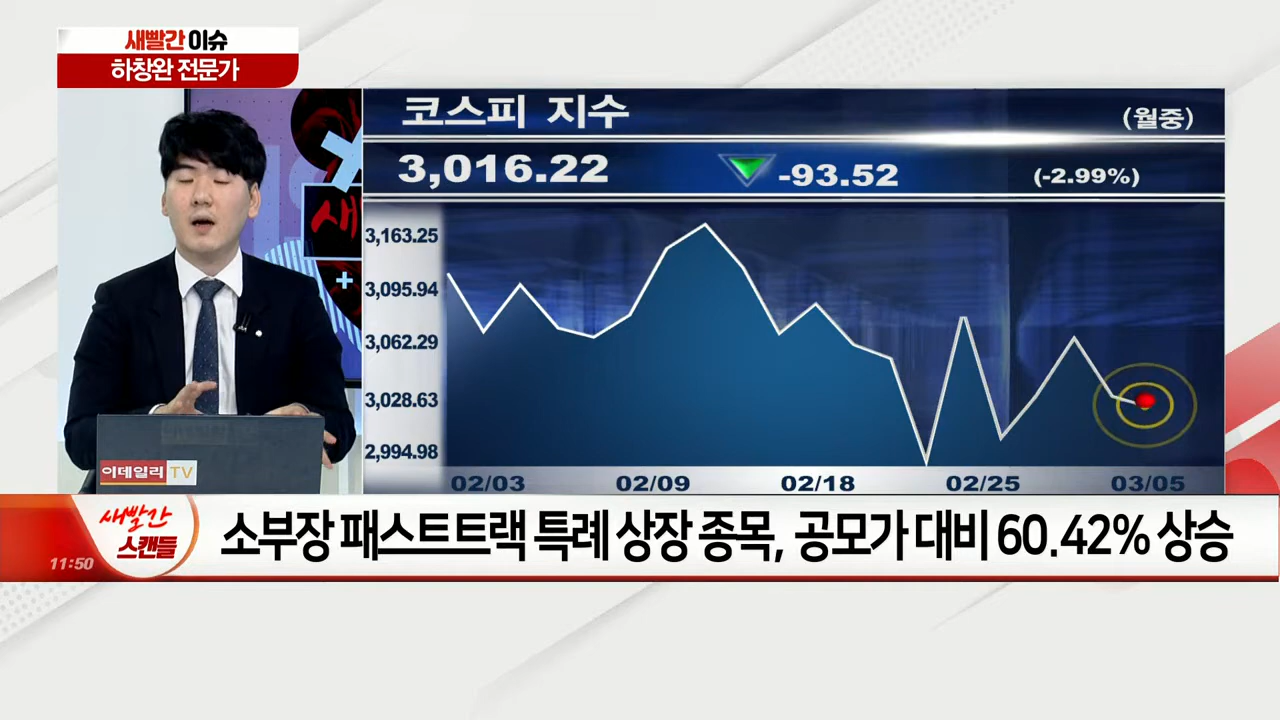 새빨간 이슈
하창완 전문가
새
코스피 지수 (월중)
3,016.22 -93.52 (-2.99%)
3,163.25
3,095.94
3,062.29
3,028.63
2,994.98
02/03 02/09 02/18 02/25 03/05
이데일리 TV
새빨간
스캔들
11:50
소부장 패스트트랙 특례 상장 종목, 공모가 대비 60.42% 상승